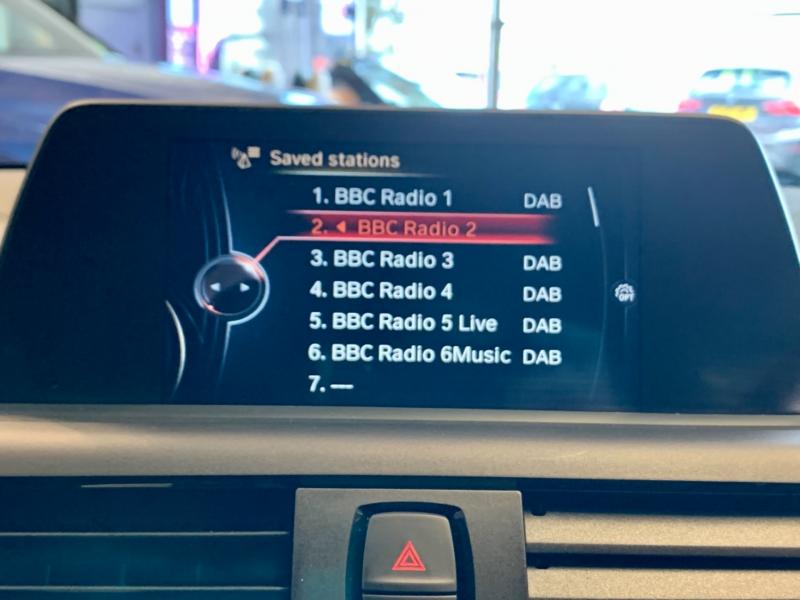 Saved stations
1. BBC Radio 1 DAB
2. ◄ BBC Radio 2
3. BBC Radio 3 DAB
4. BBC Radio 4 DAB
5. BBC Radio 5 Live DAB
6. BBC Radio 6Music DAB
7. ---
OPT